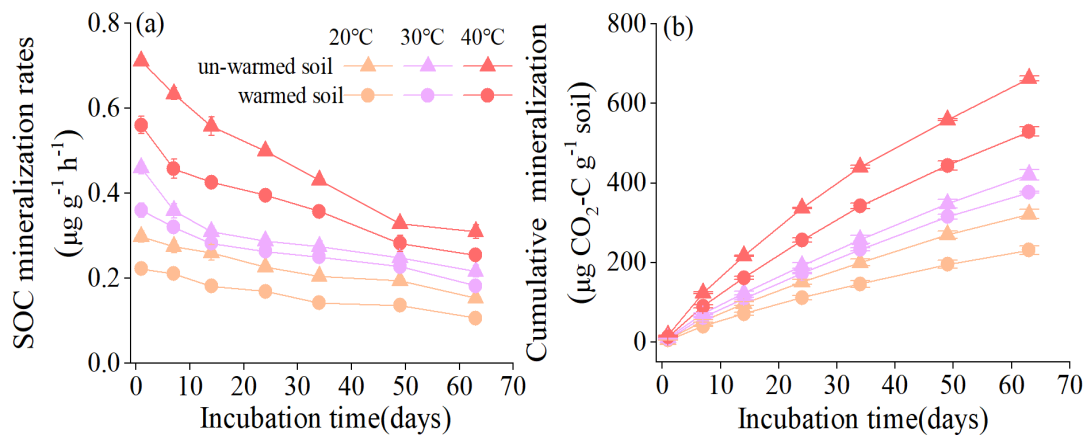 (a)
20°C 30°C 40°C
un-warmed soil
warmed soil
SOC mineralization rates
(μg g⁻¹ h⁻¹)
0.8
0.6
0.4
0.2
0.0
0 10 20 30 40 50 60 70
Incubation time(days)
(b)
Cumulative mineralization
(μg CO₂-C g⁻¹ soil)
800
600
400
200
0
0 10 20 30 40 50 60 70
Incubation time(days)